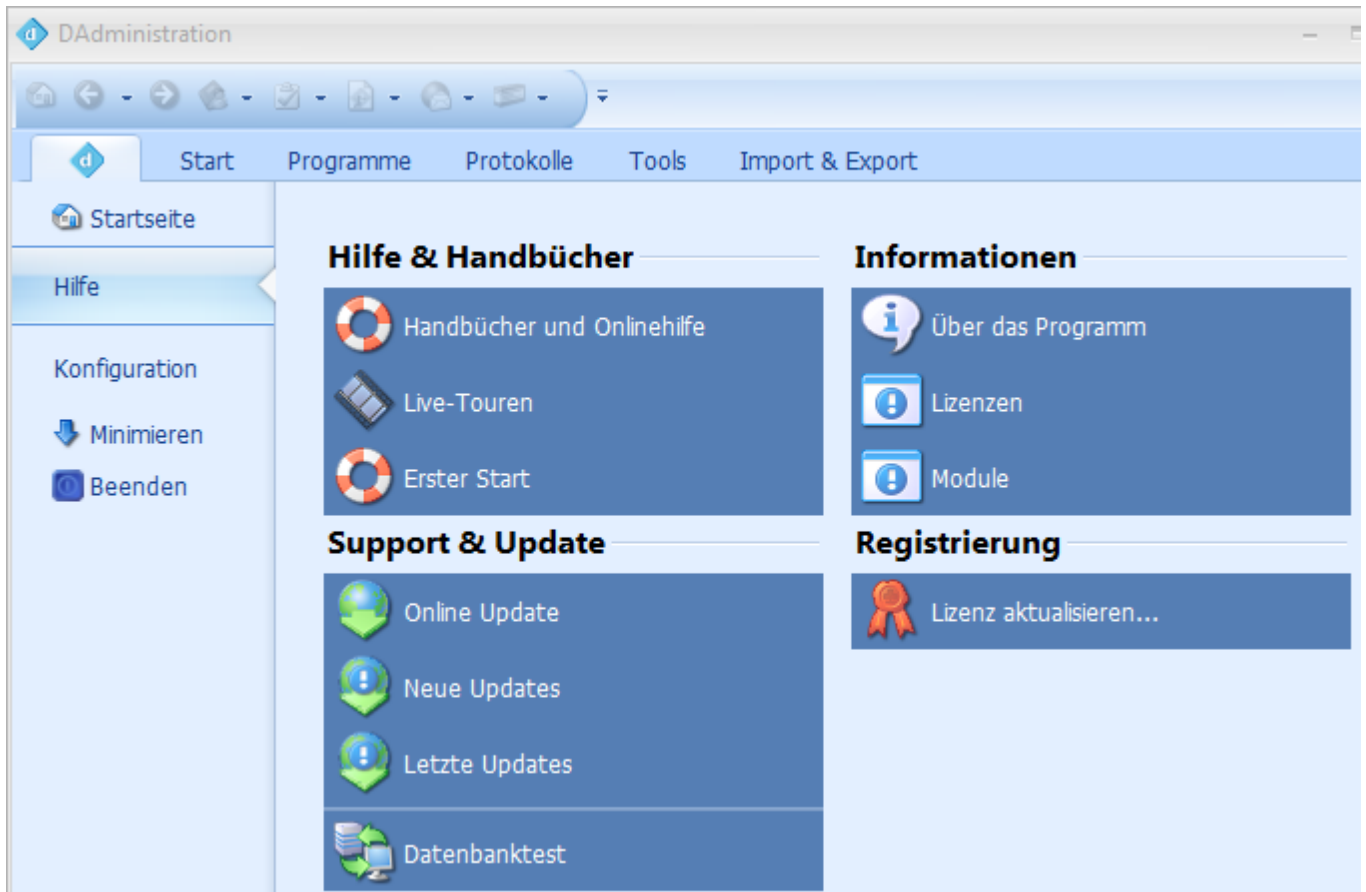 DAdministration
Start Programme Protokolle Tools Import & Export
Startseite
Hilfe
Konfiguration
Minimieren
Beenden
Hilfe & Handbücher
Handbücher und Onlinehilfe
Live-Touren
Erster Start
Support & Update
Online Update
Neue Updates
Letzte Updates
Datenbanktest
Informationen
Über das Programm
Lizenzen
Module
Registrierung
Lizenz aktualisieren...